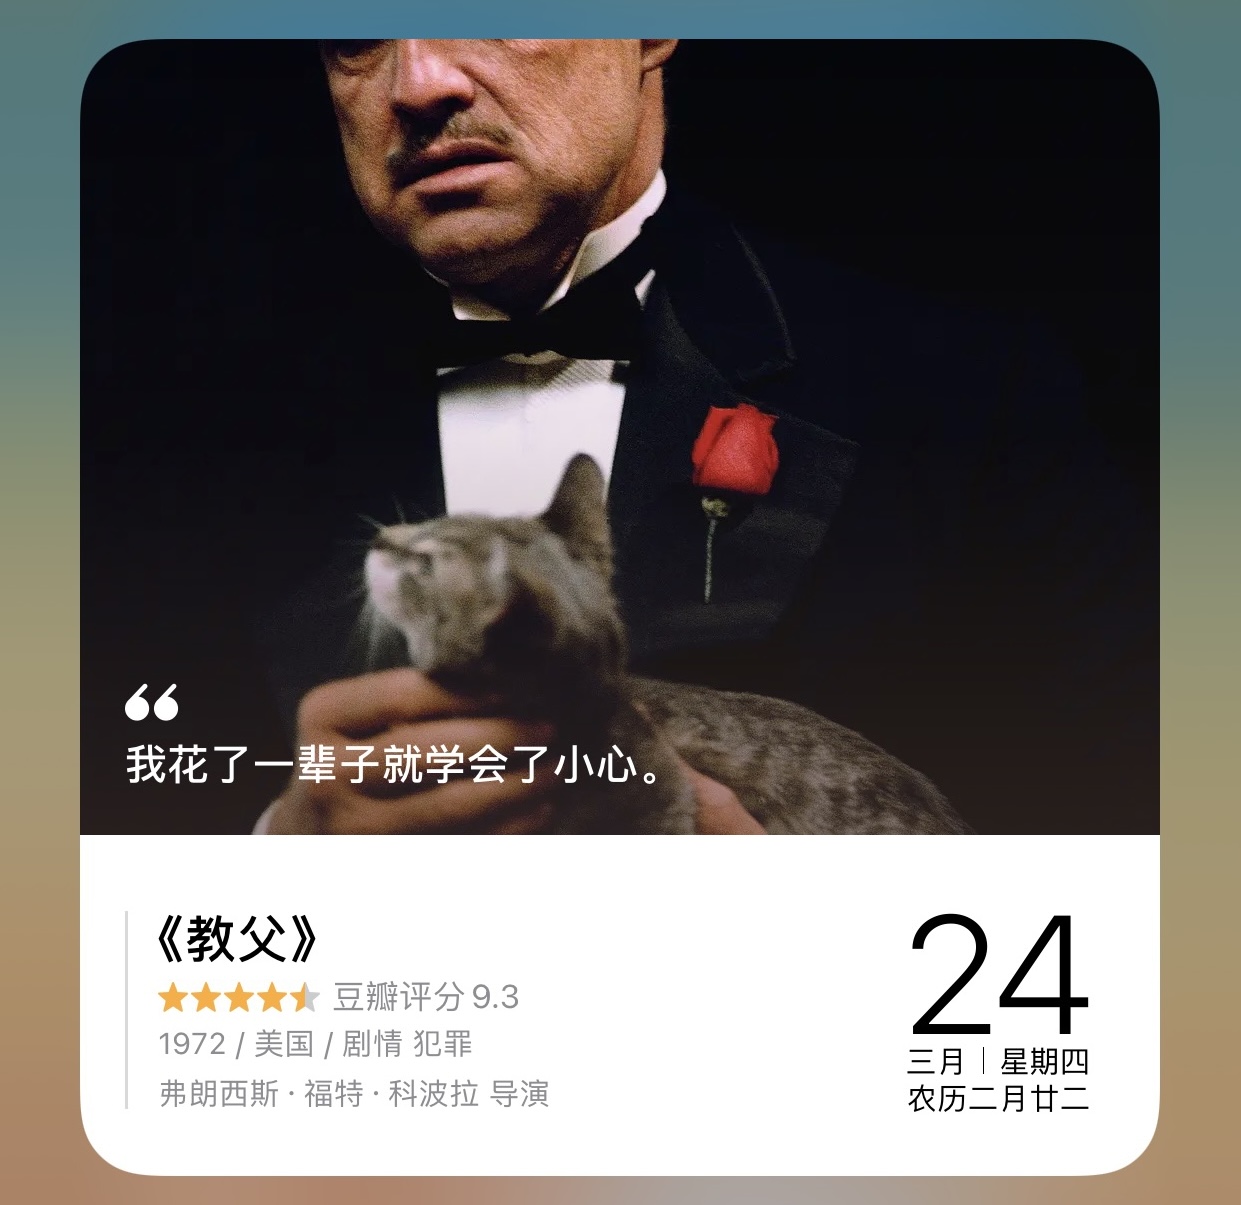 “
我花了一辈子就学会了小心。
《教父》
豆瓣评分 9.3
1972 / 美国 / 剧情 犯罪
弗朗西斯 · 福特 · 科波拉 导演
24
三月 | 星期四
农历二月廿二